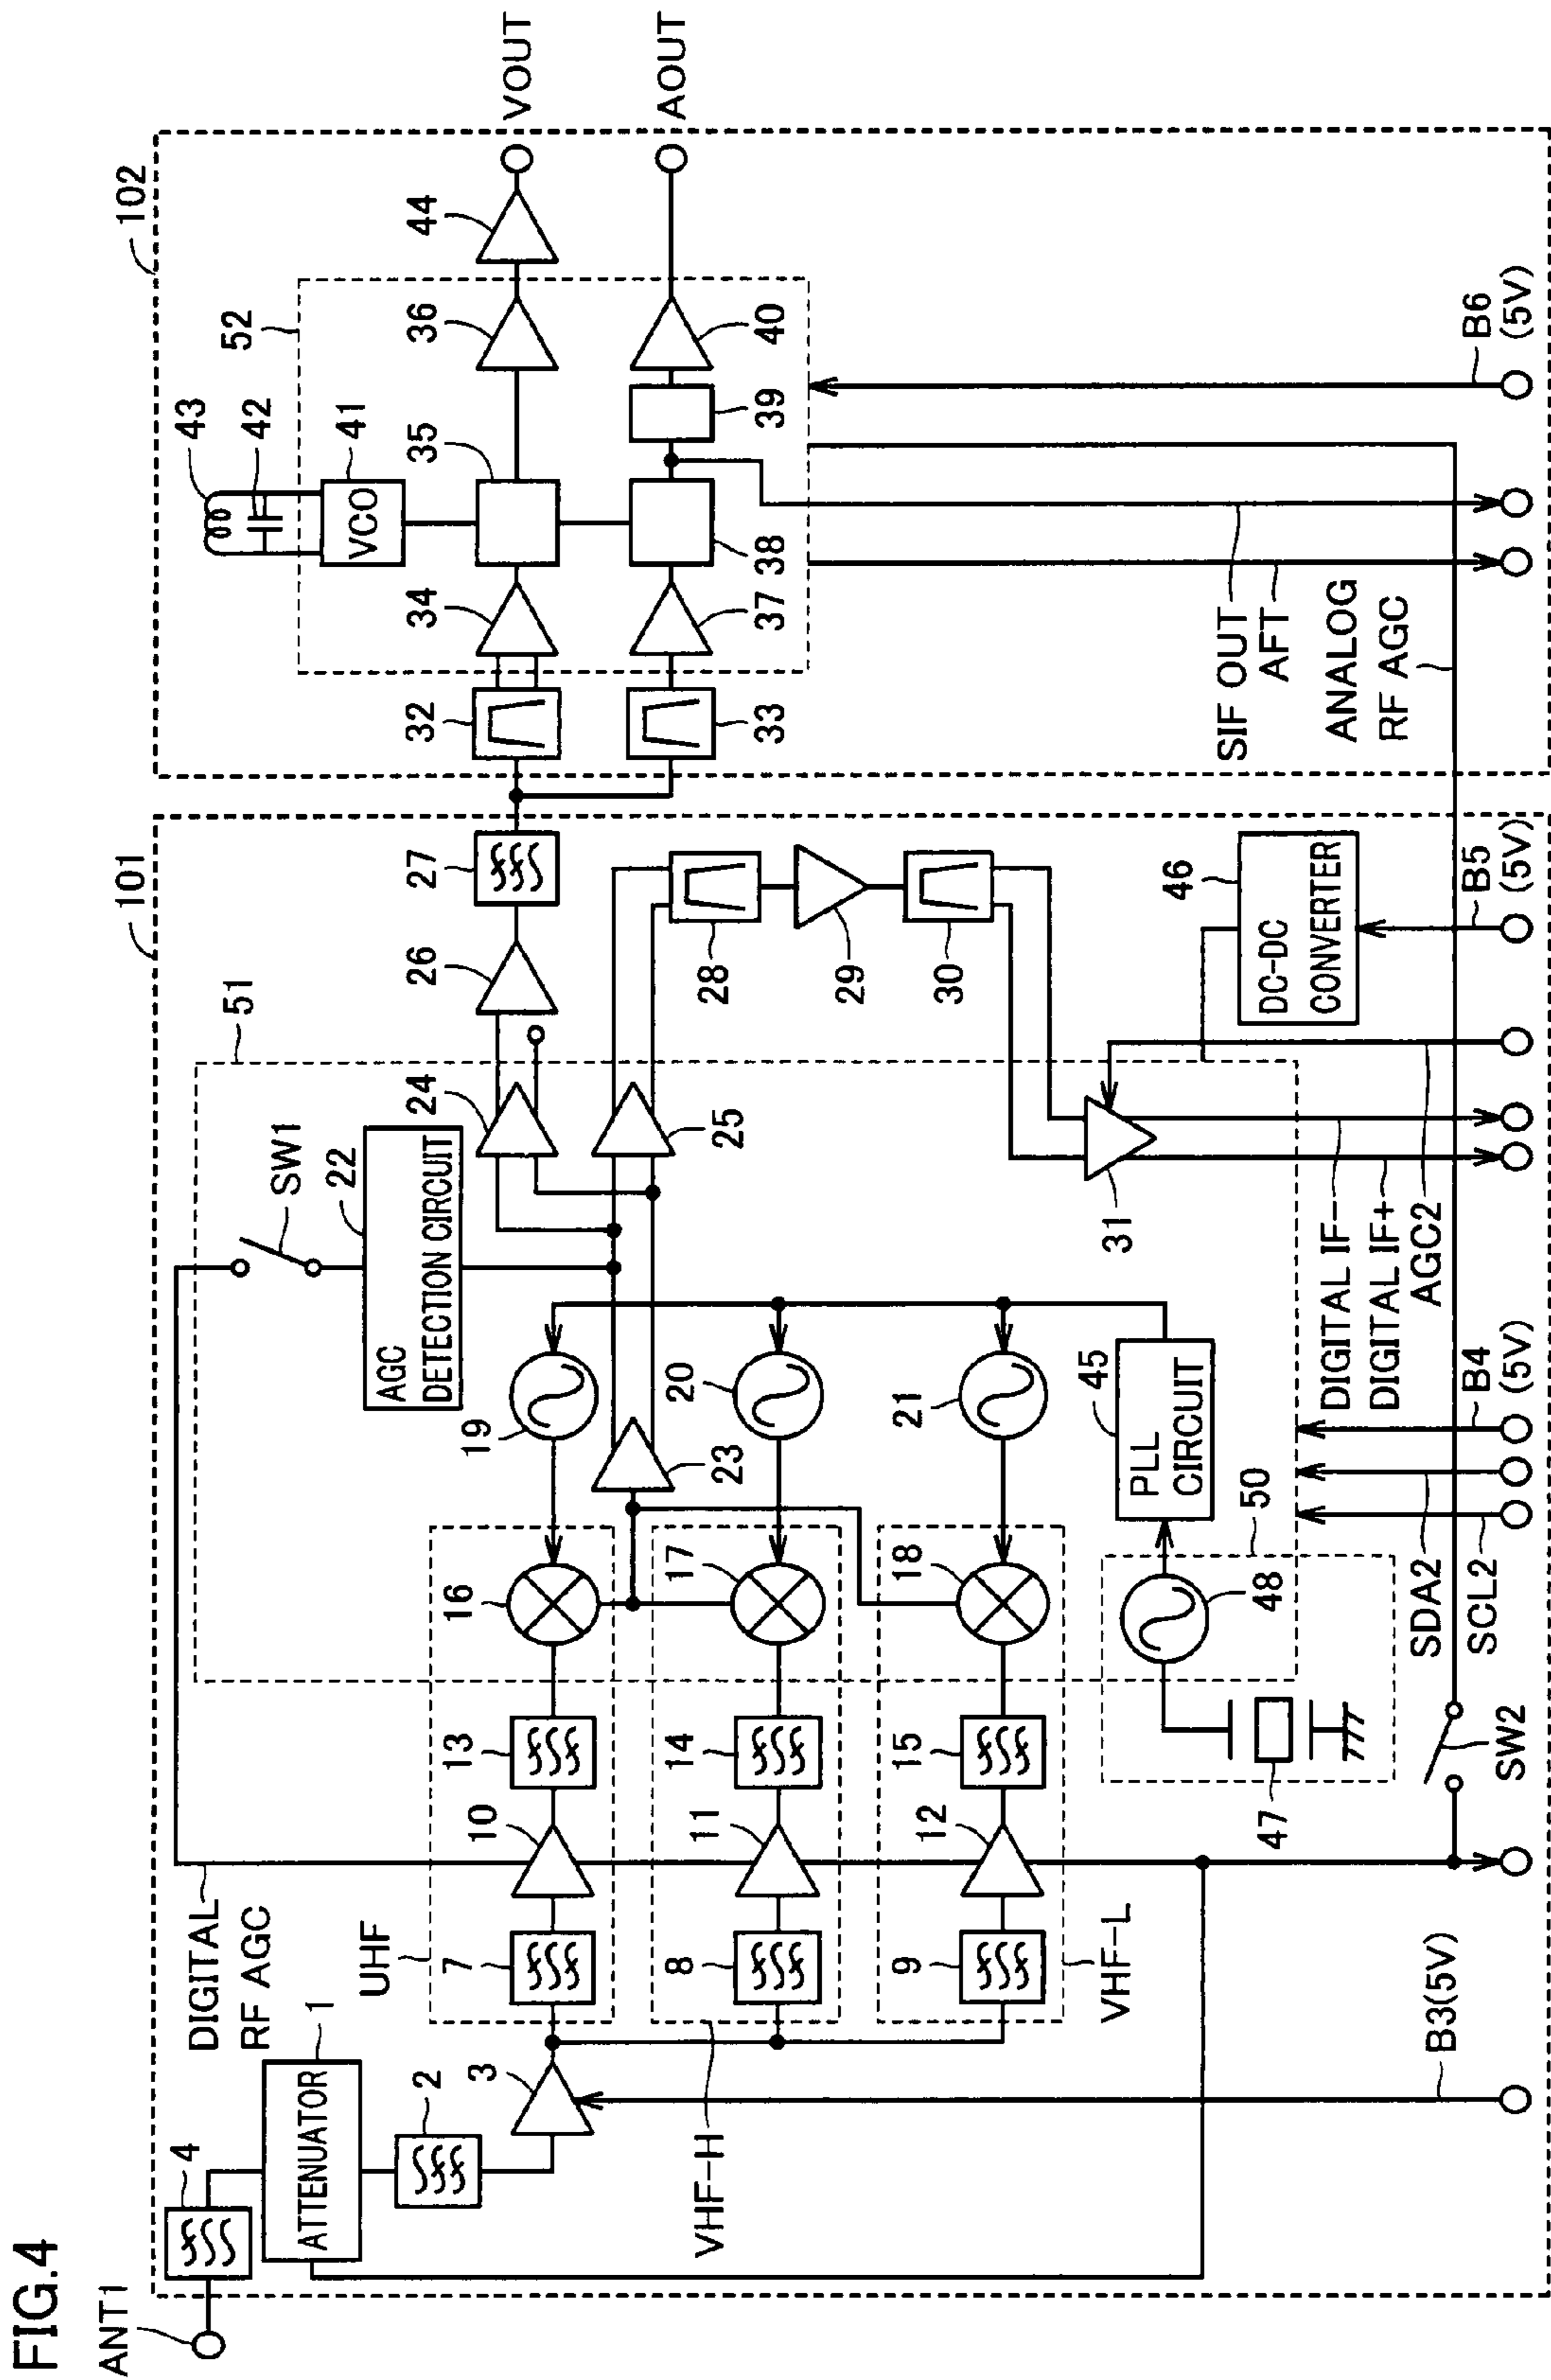 FIG.4
ANT1
4
ATTENUATOR
1
2
3
DIGITAL
RF AGC
UHF
7
10
13
16
19
VHF-H
8
11
14
17
20
VHF-L
9
12
15
18
21
101
51
SW1
22
AGC
DETECTION CIRCUIT
23
24
25
26
27
28
29
30
31
PLL
CIRCUIT
45
50
48
47
46
DC-DC
CONVERTER
B3(5V)
SW2
SCL2
SDA2
B4
(5V)
DIGITAL IF-
DIGITAL IF+
AGC2
B5
(5V)
102
52
43
42
41
VCO
32
34
35
36
44
VOUT
33
37
38
39
40
AOUT
SIF OUT
AFT
ANALOG
RF AGC
B6
(5V)